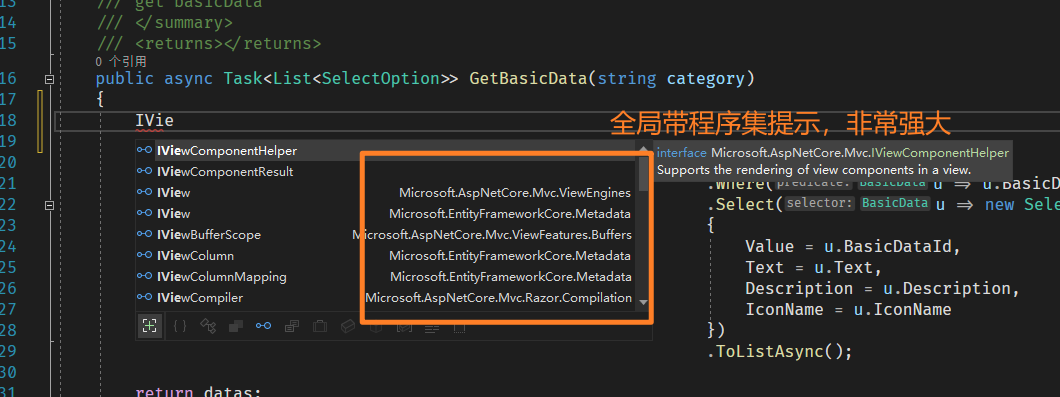 13 /// get basicData
14 /// </summary>
15 /// <returns></returns>
0 个引用
16 public async Task<List<SelectOption>> GetBasicData(string category)
17 {
18 IVie
全局带程序集提示，非常强大
19 IViewComponentHelper
interface Microsoft.AspNetCore.Mvc.IViewComponentHelper
20 IViewComponentResult
Supports the rendering of view components in a view.
21 IView Microsoft.AspNetCore.Mvc.ViewEngines
.Where(predicate: BasicData u => u.BasicD
22 IView Microsoft.EntityFrameworkCore.Metadata
.Select(selector: BasicData u => new Sele
23 IViewBufferScope Microsoft.AspNetCore.Mvc.ViewFeatures.Buffers
{
24 IViewColumn Microsoft.EntityFrameworkCore.Metadata
Value = u.BasicDataId,
25 IViewColumnMapping Microsoft.EntityFrameworkCore.Metadata
Text = u.Text,
26 IViewCompiler Microsoft.AspNetCore.Mvc.Razor.Compilation
Description = u.Description,
27 IconName = u.IconName
28 })
29 .ToListAsync();
30
31 return datas;